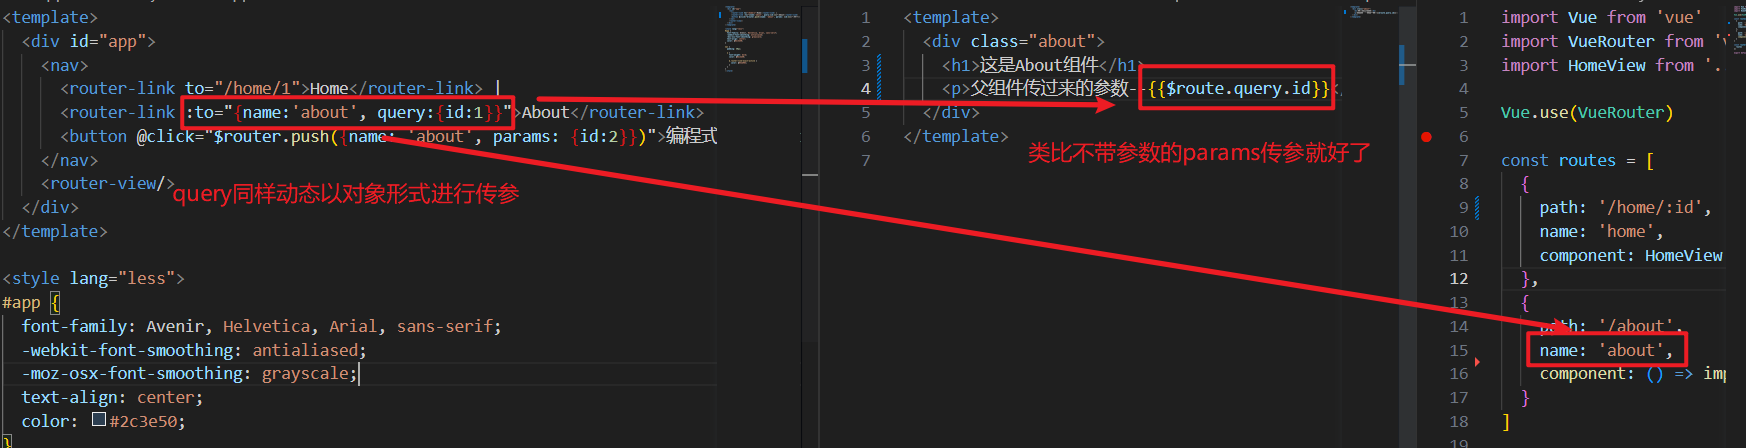 <template>
<div id="app">
<nav>
<router-link to="/home/1">Home</router-link> |
<router-link :to="{name:'about', query:{id:1}}">About</router-link>
<button @click="$router.push({name: 'about', params: {id:2}})">编程式
</nav>
<router-view/>
query同样动态以对象形式进行传参
</div>
</template>
<style lang="less">
#app {
font-family: Avenir, Helvetica, Arial, sans-serif;
-webkit-font-smoothing: antialiased;
-moz-osx-font-smoothing: grayscale;
text-align: center;
color: #2c3e50;
}
1 <template>
2 <div class="about">
3 <h1>这是About组件</h1>
4 <p>父组件传过来的参数--{{$route.query.id}}<
5 </div>
6 </template>
7
类比不带参数的params传参就好了
1 import Vue from 'vue'
2 import VueRouter from 'v
3 import HomeView from '.
4
5 Vue.use(VueRouter)
6
7 const routes = [
8 {
9 path: '/home/:id',
10 name: 'home',
11 component: HomeView
12 },
13 {
14 path: '/about',
15 name: 'about',
16 component: () => imp
17 }
18 ]